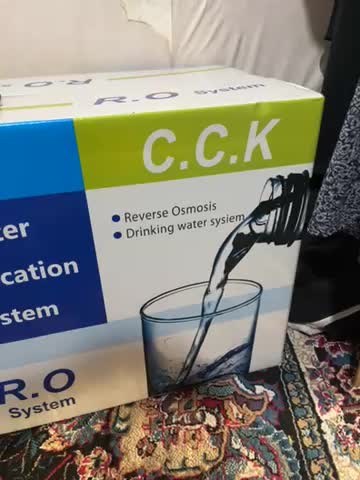 R.O System
C.C.K
Reverse Osmosis
Drinking water sysiem
ter
ication
stem
R.O
System